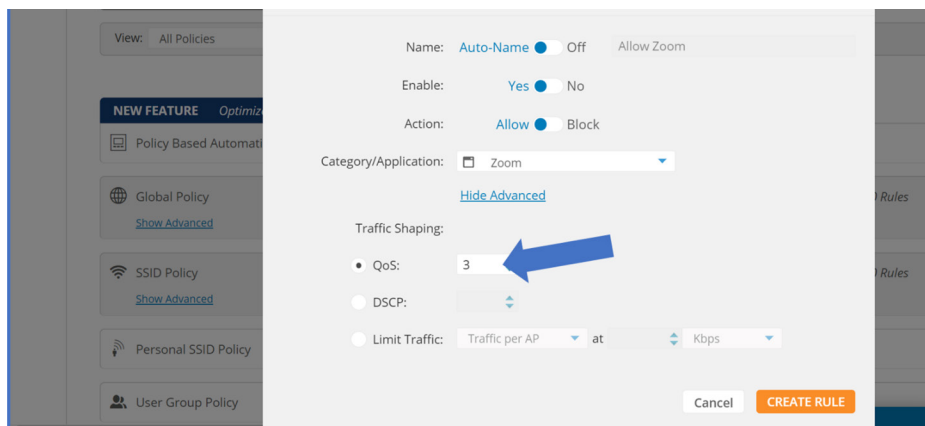 View: All Policies
Name: Auto-Name Off Allow Zoom
Enable: Yes No
NEW FEATURE Optimiz
Action: Allow Block
Policy Based Automati
Category/Application: Zoom
Global Policy
Hide Advanced
Rules
Show Advanced
Traffic Shaping:
QoS: 3
SSID Policy
Rules
Show Advanced
DSCP:
Limit Traffic: Traffic per AP at Kbps
Personal SSID Policy
User Group Policy
Cancel CREATE RULE